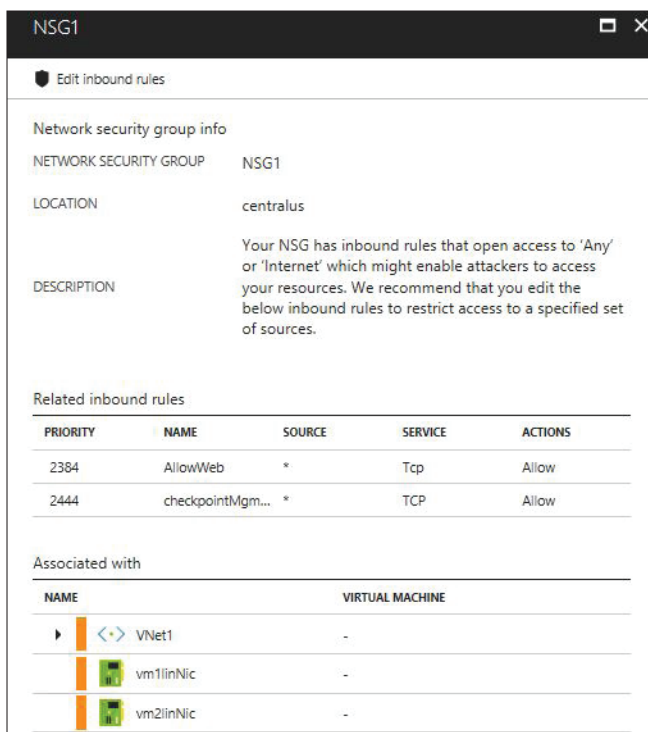 NSG1
Edit inbound rules
Network security group info
NETWORK SECURITY GROUP NSG1
LOCATION centralus
Your NSG has inbound rules that open access to 'Any'
or 'Internet' which might enable attackers to access
DESCRIPTION your resources. We recommend that you edit the
below inbound rules to restrict access to a specified set
of sources.
Related inbound rules
PRIORITY NAME SOURCE SERVICE ACTIONS
2384 AllowWeb * Tcp Allow
2444 checkpointMgm... * TCP Allow
Associated with
NAME VIRTUAL MACHINE
VNet1 -
vm1linNic -
vm2linNic -